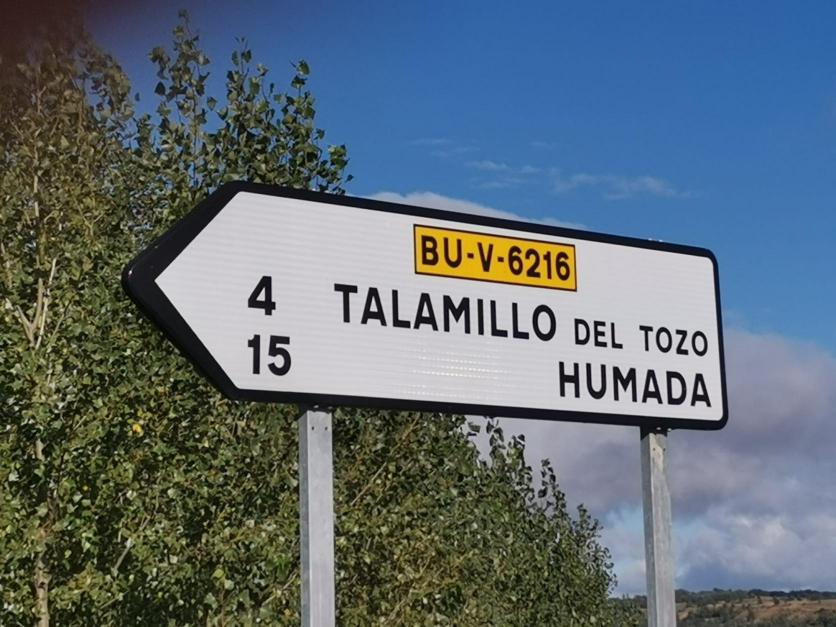 BU-V-6216
4 TALAMILLO DEL TOZO
15 HUMADA